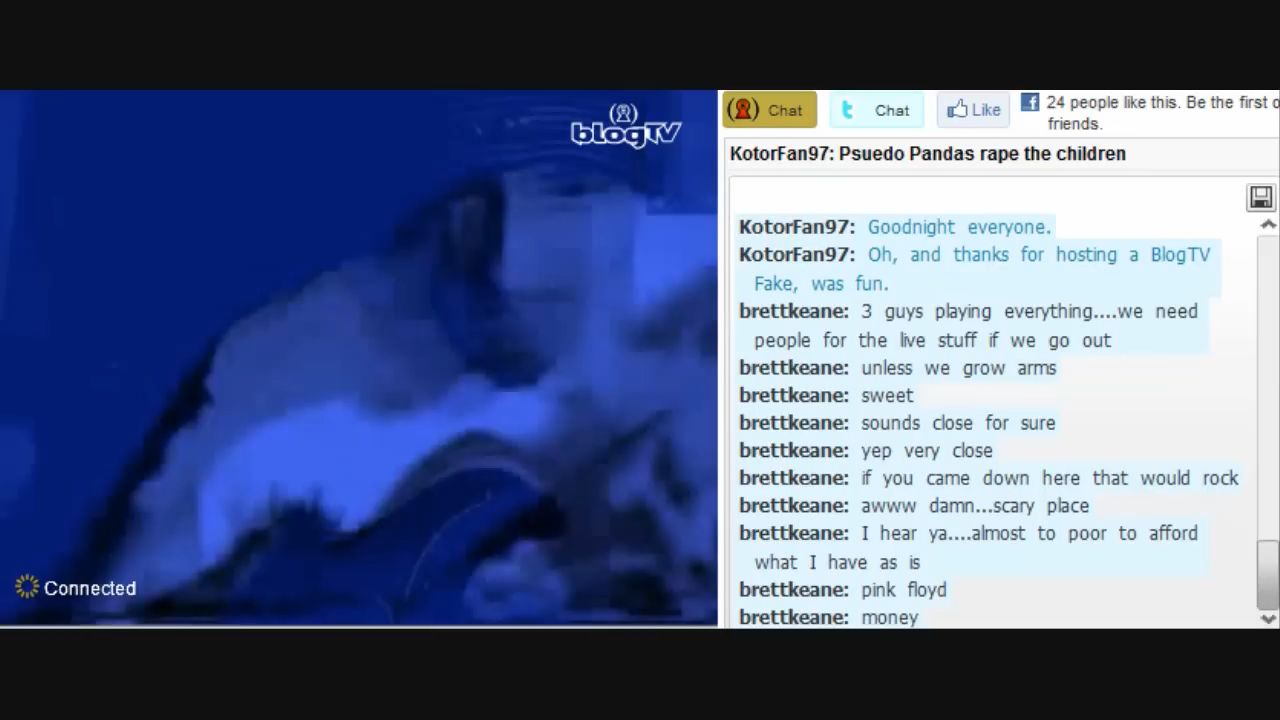 blogTV
Connected
Chat
Chat
Like
24 people like this. Be the first o
friends.
KotorFan97: Psuedo Pandas rape the children
KotorFan97: Goodnight everyone.
KotorFan97: Oh, and thanks for hosting a BlogTV
Fake, was fun.
brettkeane: 3 guys playing everything....we need
people for the live stuff if we go out
brettkeane: unless we grow arms
brettkeane: sweet
brettkeane: sounds close for sure
brettkeane: yep very close
brettkeane: if you came down here that would rock
brettkeane: awww damn...scary place
brettkeane: I hear ya....almost to poor to afford
what I have as is
brettkeane: pink floyd
brettkeane: money